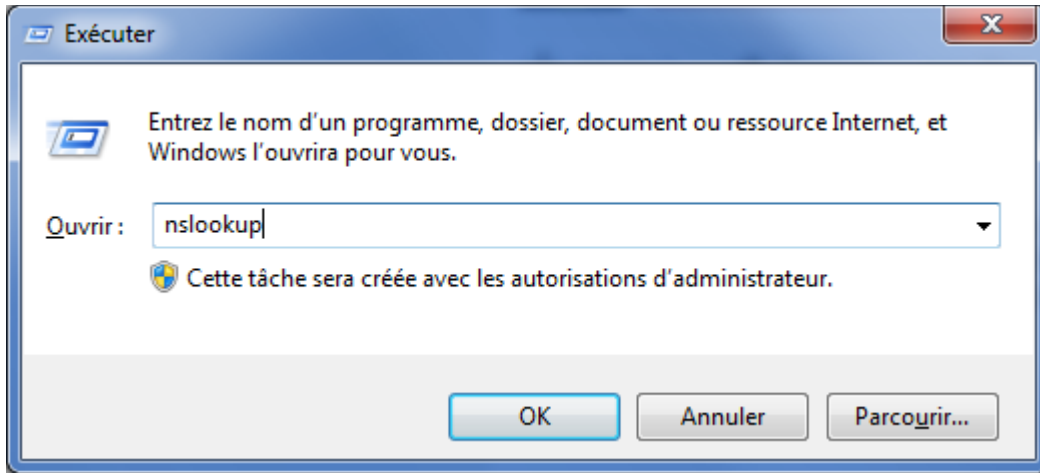 Exécuter
Entrez le nom d'un programme, dossier, document ou ressource Internet, et
Windows l'ouvrira pour vous.
Ouvrir : nslookup
Cette tâche sera créée avec les autorisations d'administrateur.
OK Annuler Parcourir...